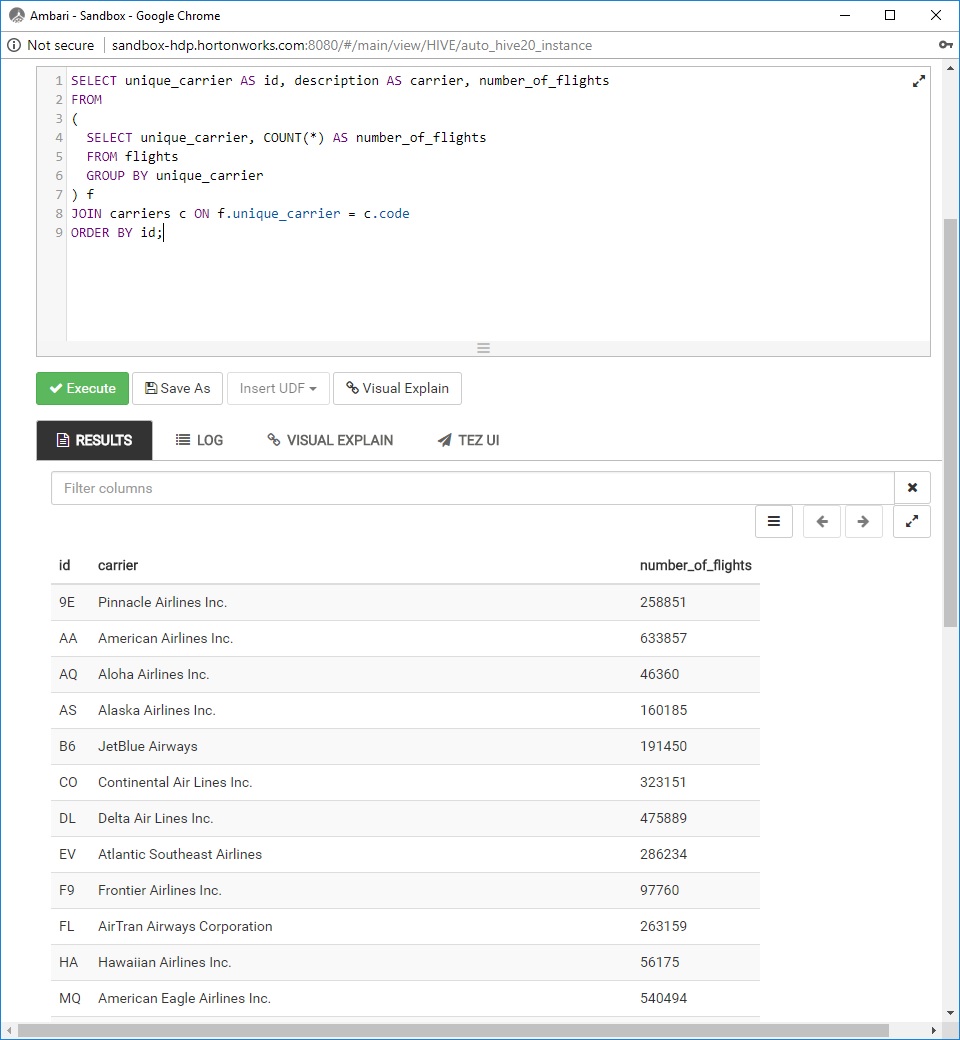 Ambari - Sandbox - Google Chrome
Not secure sandbox-hdp.hortonworks.com:8080/#/main/view/HIVE/auto_hive20_instance
1 SELECT unique_carrier AS id, description AS carrier, number_of_flights
2 FROM
3 (
4 SELECT unique_carrier, COUNT(*) AS number_of_flights
5 FROM flights
6 GROUP BY unique_carrier
7 ) f
8 JOIN carriers c ON f.unique_carrier = c.code
9 ORDER BY id;
Execute Save As Insert UDF Visual Explain
RESULTS LOG VISUAL EXPLAIN TEZ UI
Filter columns
id carrier number_of_flights
9E Pinnacle Airlines Inc. 258851
AA American Airlines Inc. 633857
AQ Aloha Airlines Inc. 46360
AS Alaska Airlines Inc. 160185
B6 JetBlue Airways 191450
CO Continental Air Lines Inc. 323151
DL Delta Air Lines Inc. 475889
EV Atlantic Southeast Airlines 286234
F9 Frontier Airlines Inc. 97760
FL AirTran Airways Corporation 263159
HA Hawaiian Airlines Inc. 56175
MQ American Eagle Airlines Inc. 540494